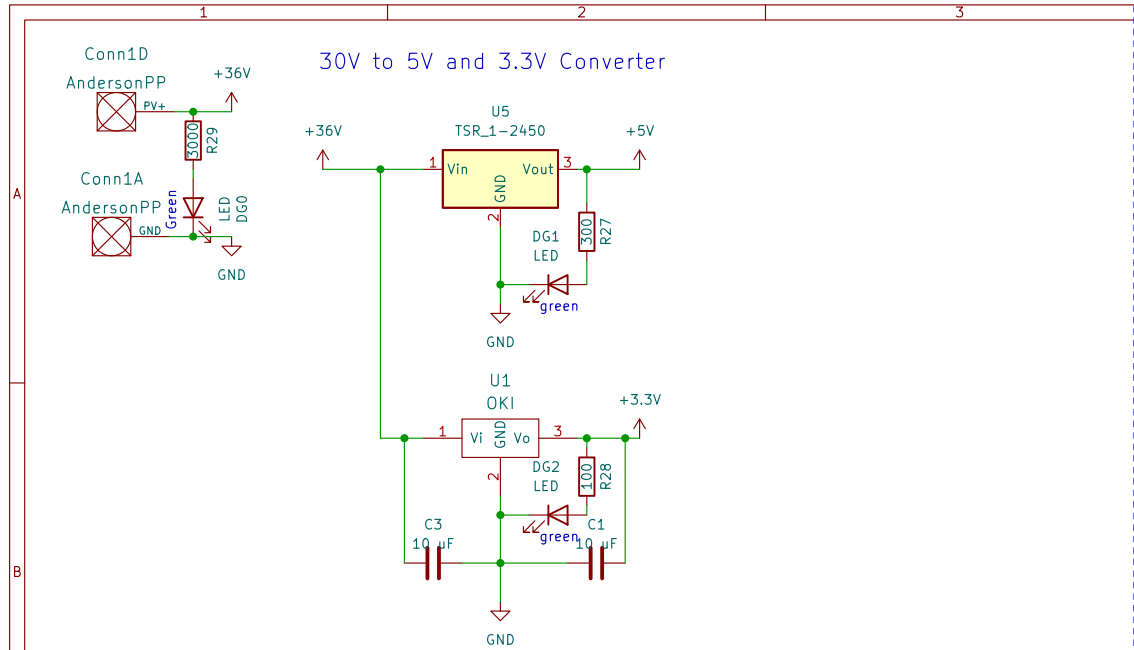 1
2
3
30V to 5V and 3.3V Converter
Conn1D
AndersonPP
PV+
+36V
3000
R29
Conn1A
AndersonPP
GND
Green
LED
DG0
GND
A
+36V
U5
TSR_1-2450
1
Vin
Vout
3
GND
2
+5V
300
R27
DG1
LED
green
GND
U1
OKI
1
Vi
GND
Vo
3
2
+3.3V
100
R28
DG2
LED
green
C3
10 uF
C1
10 uF
GND
B